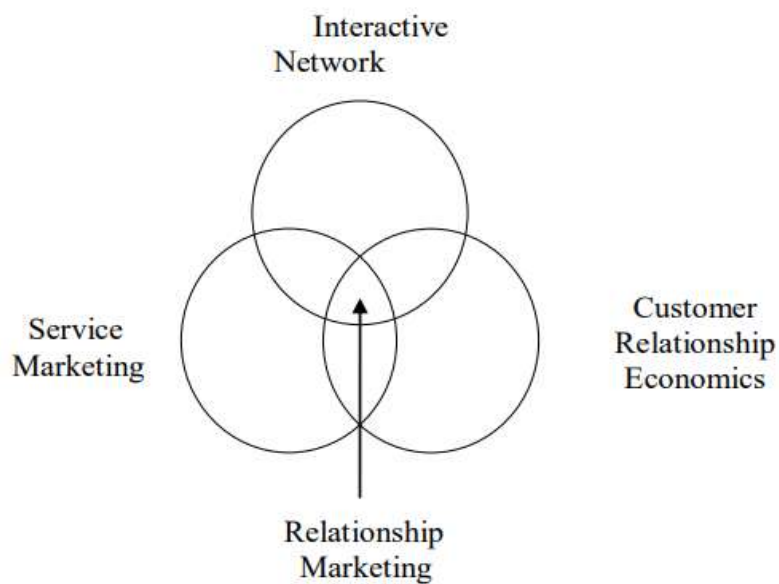 Interactive
Network
Service
Marketing
Customer
Relationship
Economics
Relationship
Marketing